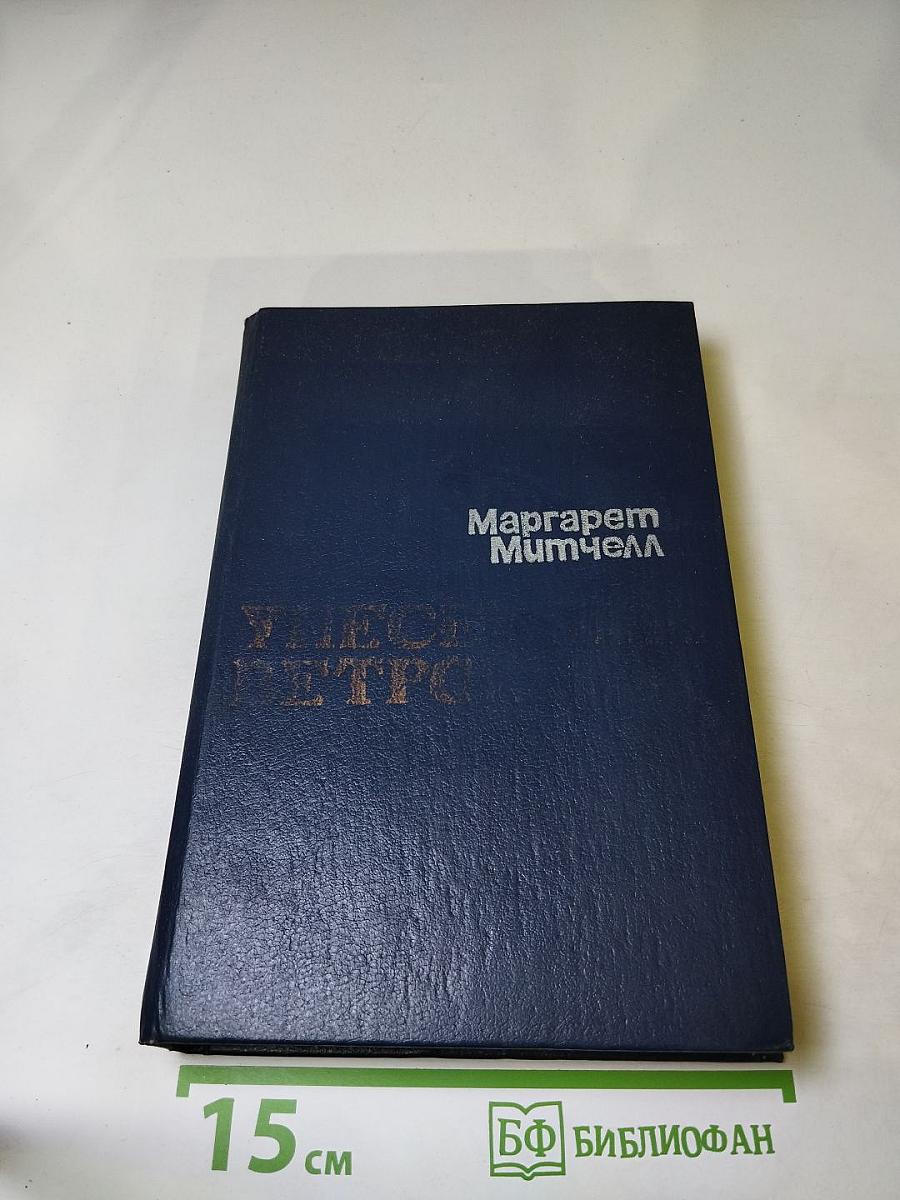 Маргарет
Митчелл
УНЕСЕ
ВЕТРО
15 см
БФ БИБЛИОФАН